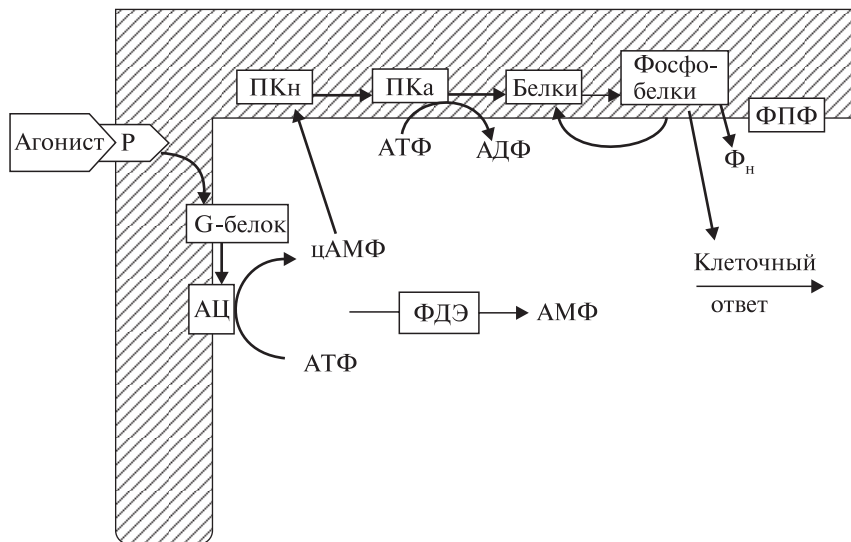 ПКн
ПКа
Белки
Фосфо-
белки
ФПФ
Агонист
Р
АТФ
АДФ
Фн
G-белок
цАМФ
АЦ
АТФ
ФДЭ
АМФ
Клеточный
ответ